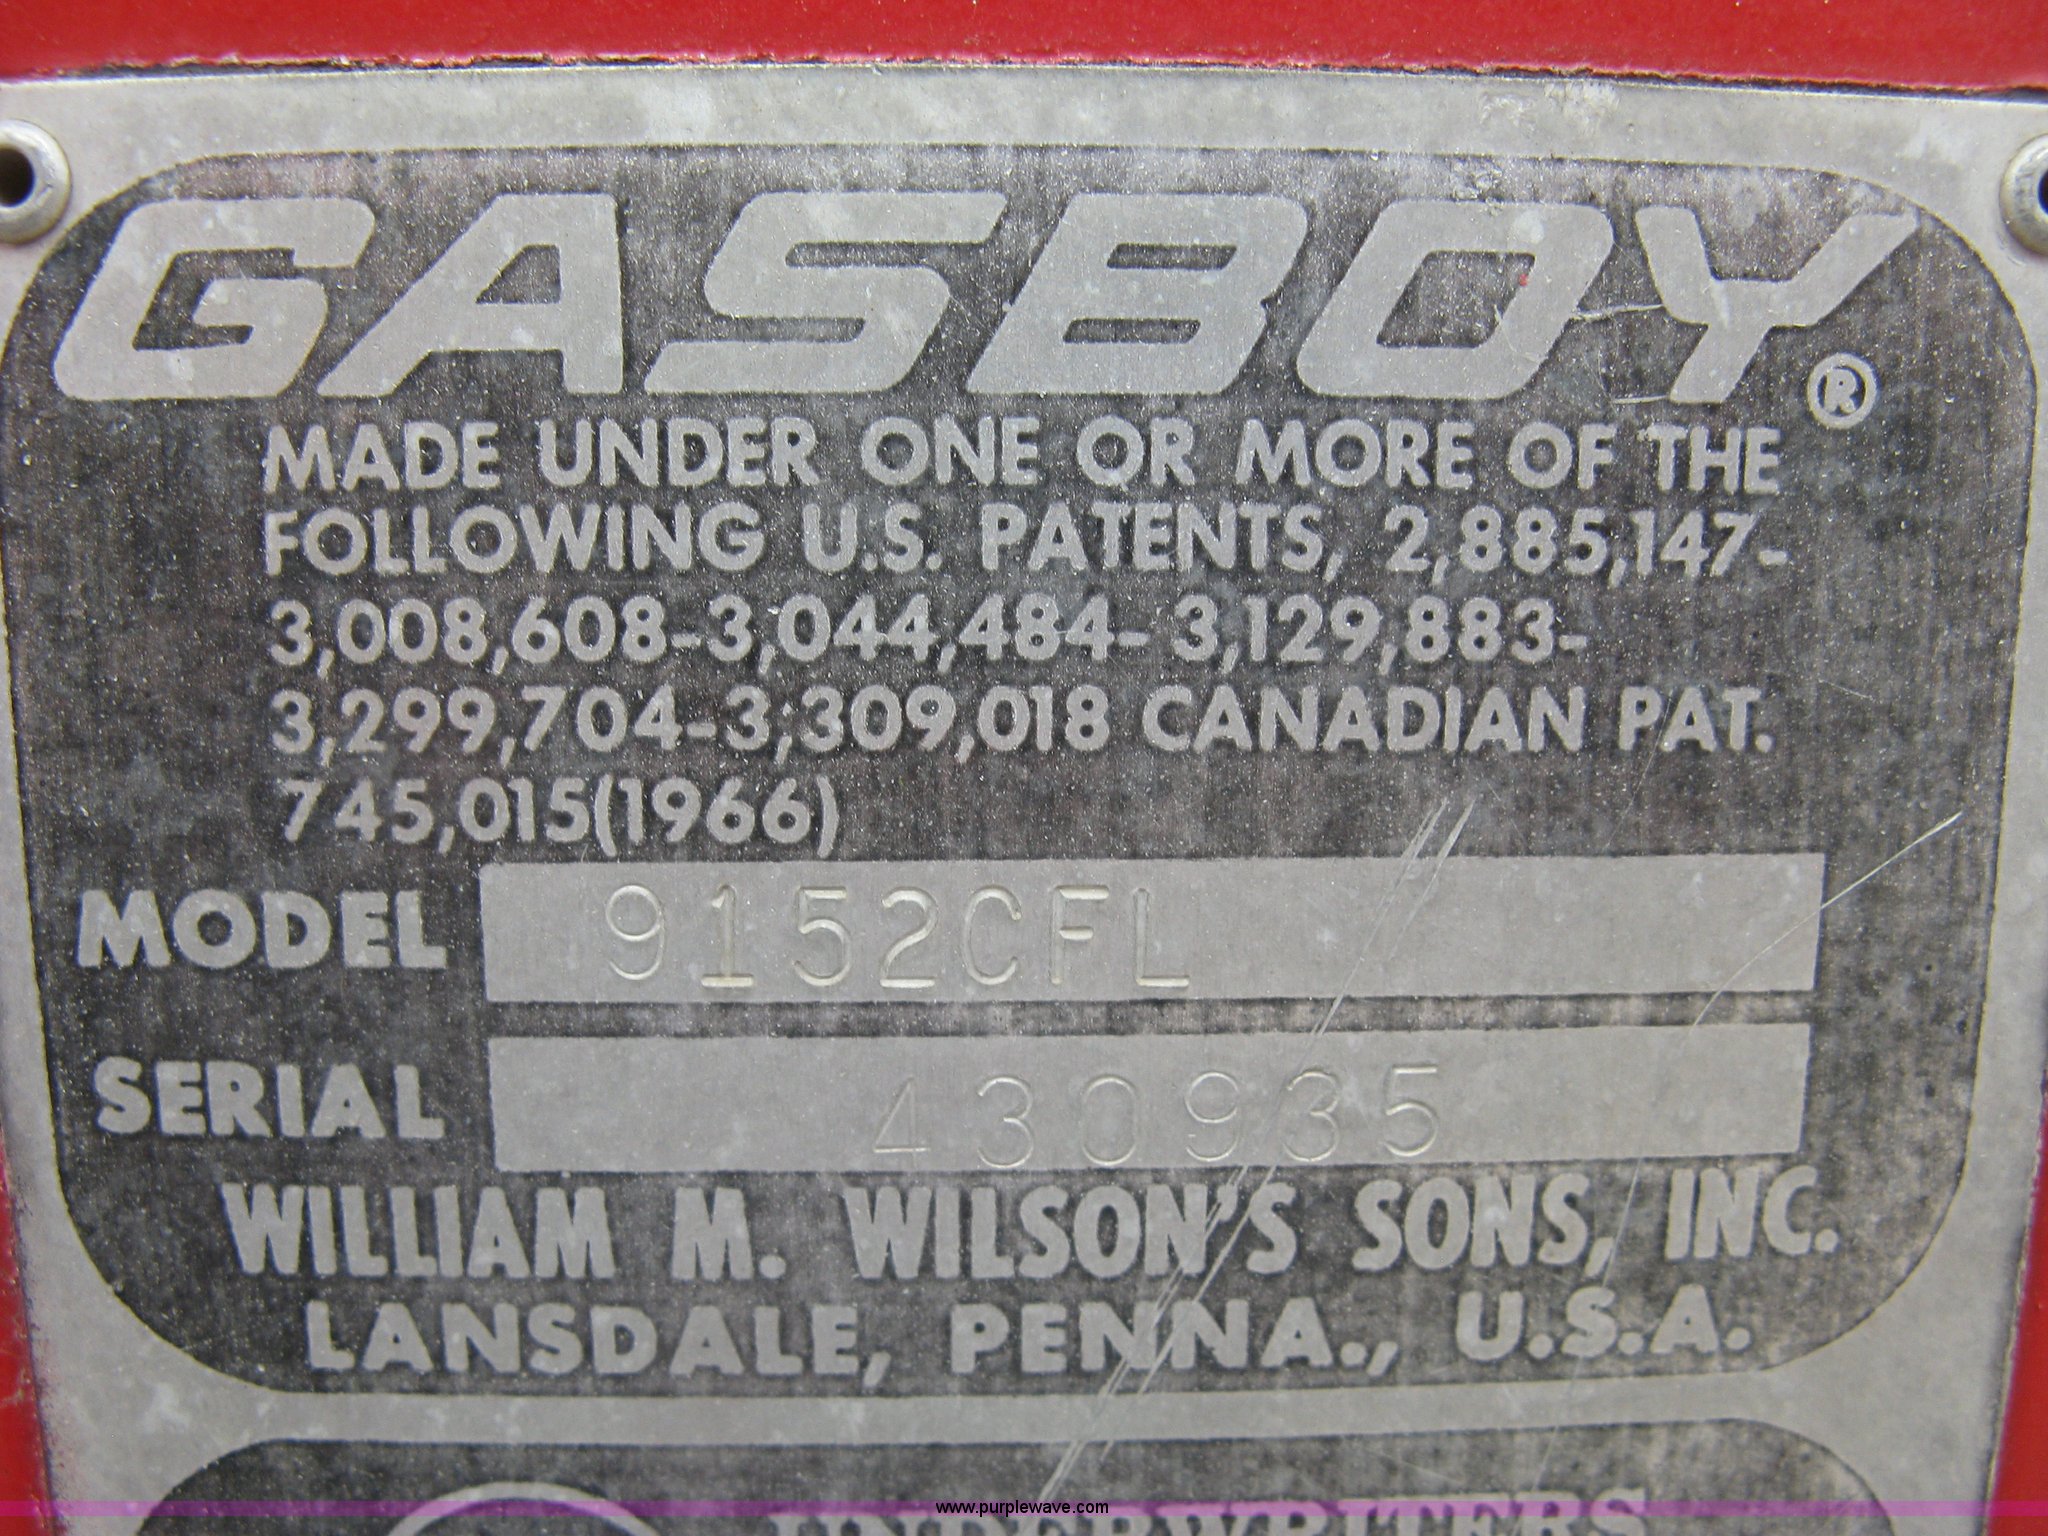 GASBOY®
MADE UNDER ONE OR MORE OF THE
FOLLOWING U.S. PATENTS, 2,885,147-
3,008,608-3,044,484-3,129,883-
3,299,704-3,309,018 CANADIAN PAT.
745,015(1966)
MODEL 9152CFL
SERIAL 430935
WILLIAM M. WILSON'S SONS, INC.
LANSDALE, PENNA., U.S.A.
UNDERWRITERS
www.purplewave.com